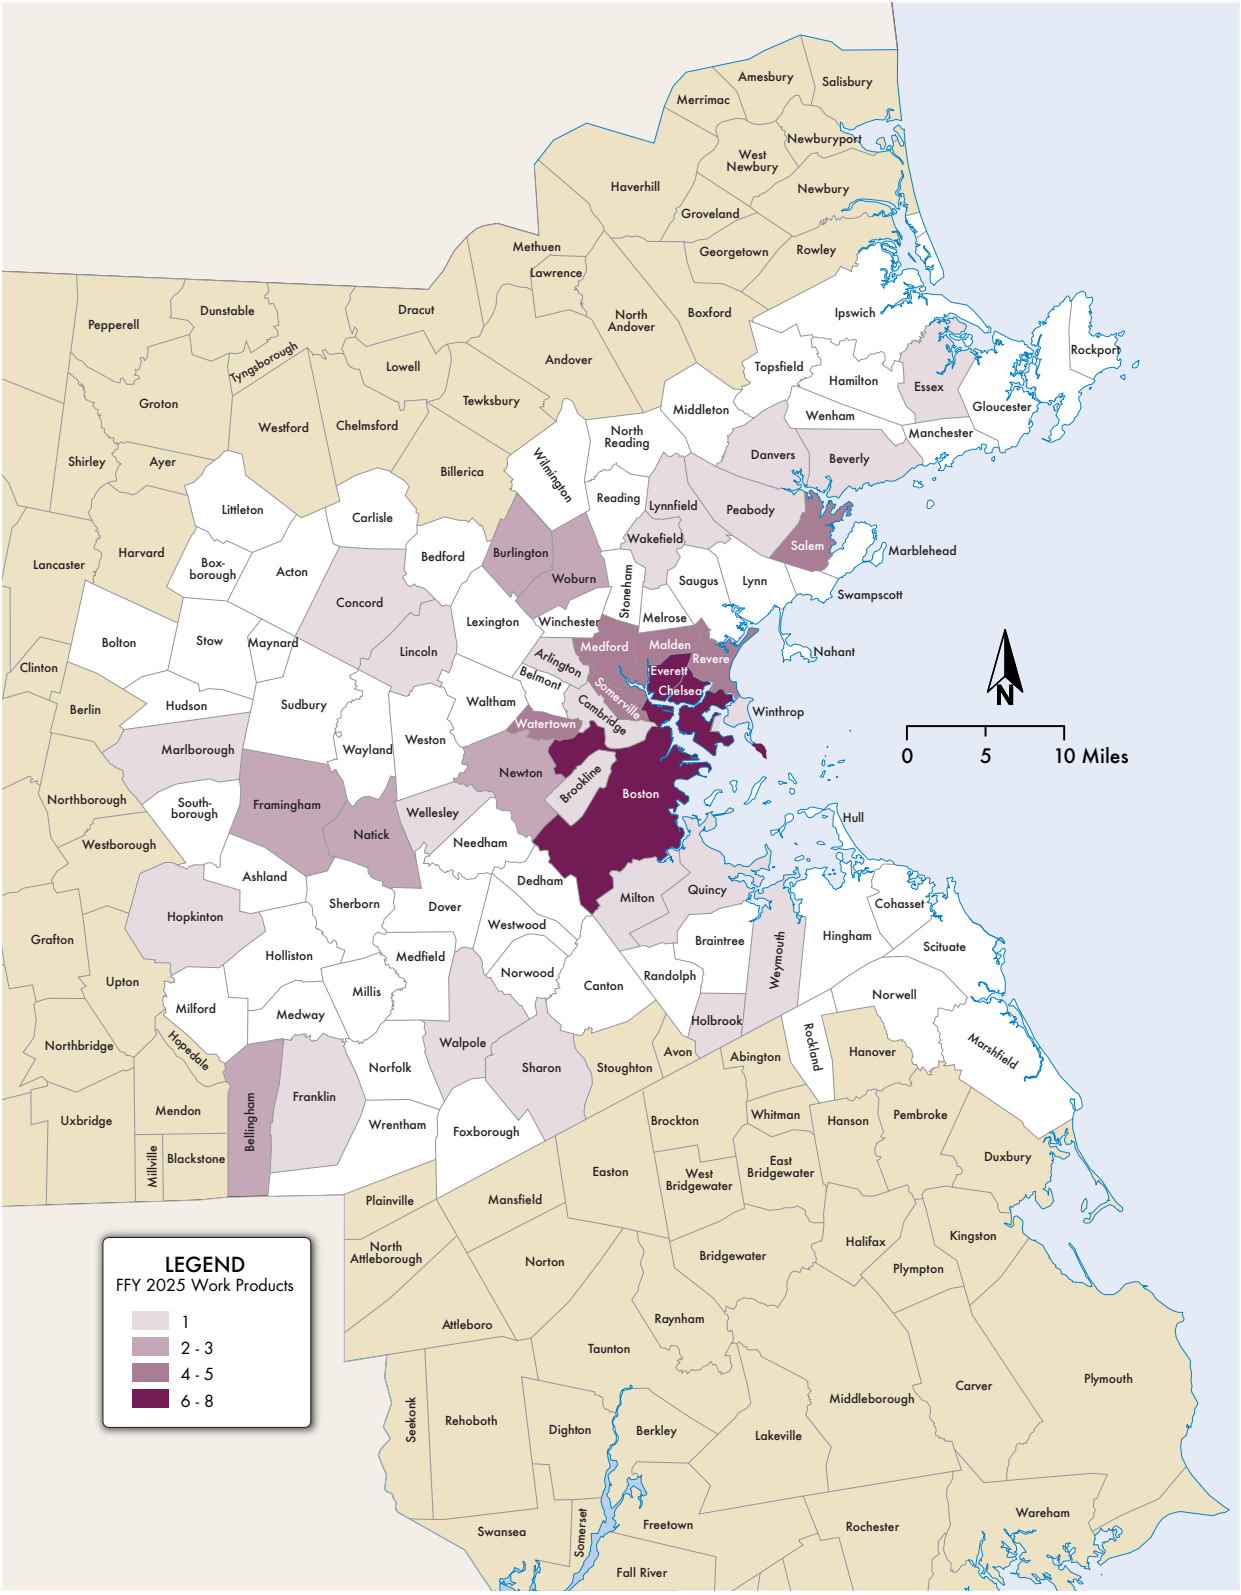 Amesbury
Salisbury
Merrimac
Newburyport
West
Newbury
Haverhill
Newbury
Groveland
Methuen
Georgetown
Rowley
Lawrence
Dunstable
Dracut
Pepperell
North
Andover
Boxford
Ipswich
Tyngsborough
Lowell
Andover
Topsfield
Rockport
Hamilton
Essex
Groton
Tewksbury
Middleton
Gloucester
Wenham
Westford
Chelmsford
North
Reading
Manchester
Shirley
Ayer
Billerica
Wilmington
Danvers
Beverly
Littleton
Carlisle
Reading
Lynnfield
Peabody
Wakefield
Salem
Marblehead
Harvard
Lancaster
Box-
borough
Acton
Bedford
Burlington
Woburn
Stoneham
Saugus
Lynn
Swampscott
Concord
Lexington
Winchester
Melrose
Bolton
Stow
Maynard
Lincoln
Arlington
Medford
Malden
Revere
Nahant
Clinton
Belmont
Everett
Chelsea
Berlin
Hudson
Sudbury
Waltham
Somerville
Cambridge
Watertown
Winthrop
N
Marlborough
Wayland
Weston
0 5 10 Miles
Newton
Brookline
Boston
Northborough
South-
borough
Framingham
Wellesley
Hull
Natick
Westborough
Needham
Ashland
Dedham
Quincy
Milton
Hopkinton
Sherborn
Dover
Westwood
Cohasset
Grafton
Holliston
Medfield
Braintree
Weymouth
Hingham
Scituate
Upton
Norwood
Canton
Randolph
Millis
Norwell
Milford
Medway
Holbrook
Northbridge
Hopedale
Walpole
Rockland
Marshfield
Norfolk
Sharon
Stoughton
Avon
Abington
Hanover
Bellingham
Franklin
Uxbridge
Mendon
Wrentham
Foxborough
Brockton
Whitman
Hanson
Pembroke
Millville
Blackstone
Easton
West
Bridgewater
East
Bridgewater
Duxbury
Plainville
Mansfield
Halifax
Kingston
North
Attleborough
Norton
Bridgewater
Plympton
LEGEND
FFY 2025 Work Products
1
2 - 3
4 - 5
6 - 8
Attleboro
Raynham
Taunton
Middleborough
Carver
Plymouth
Seekonk
Rehoboth
Dighton
Berkley
Lakeville
Swansea
Somerset
Freetown
Rochester
Wareham
Fall River